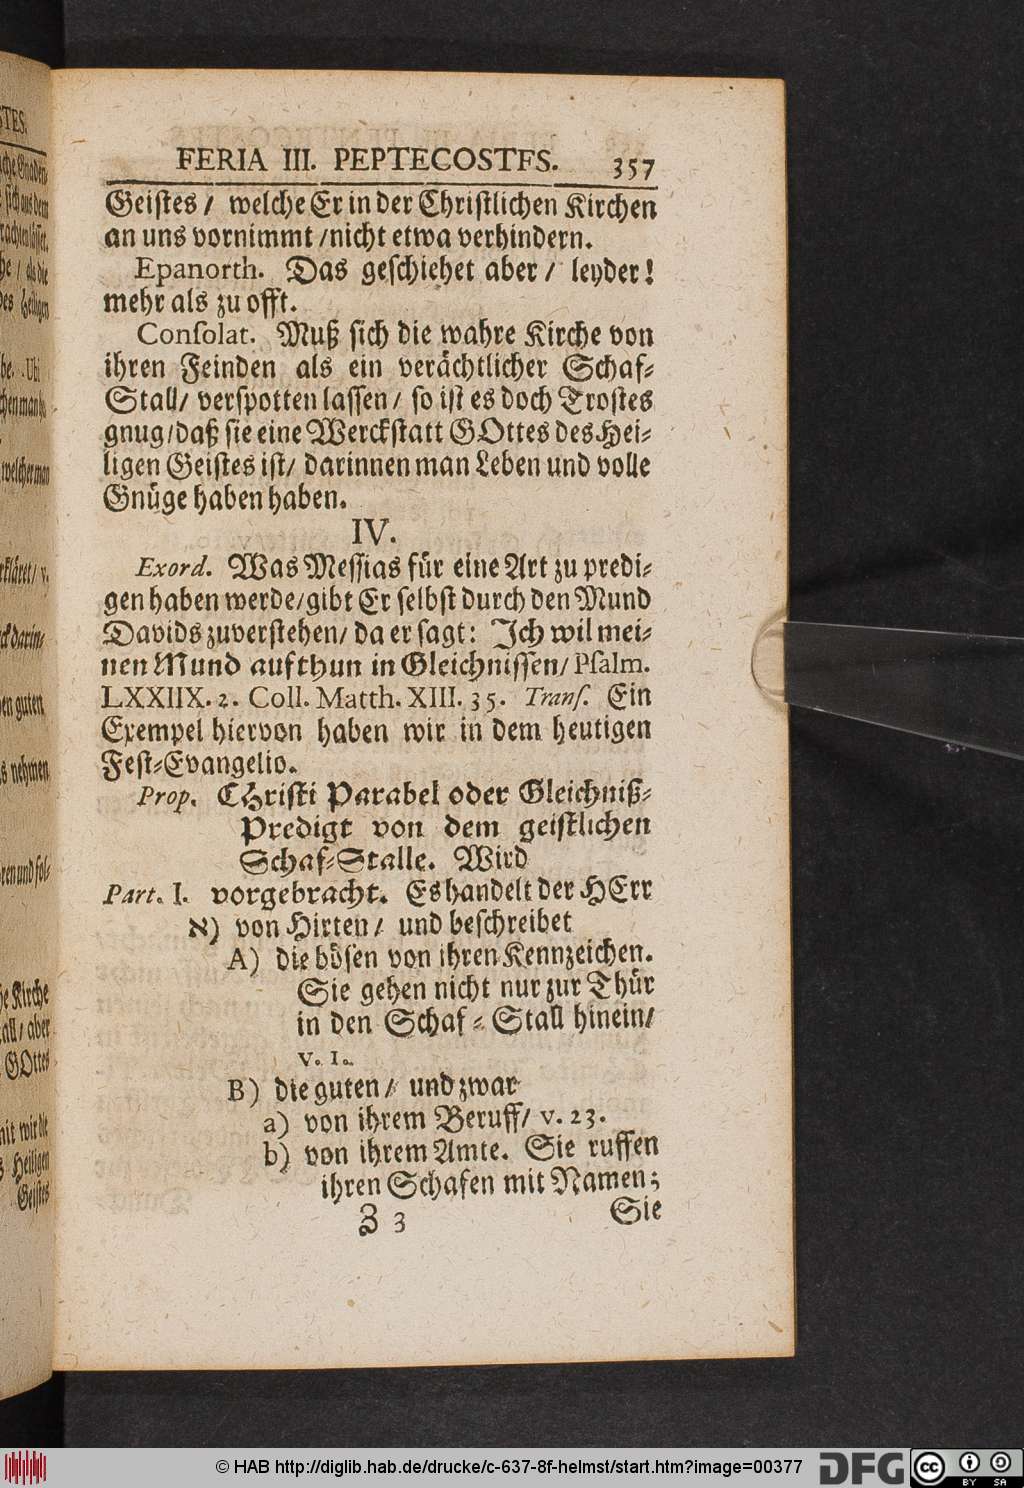 FERIA III. PEPTECOSTFS. 357
Geiſtes / welche Er in der Chriſtlichen Kirchen
an uns vornimmt / nicht etwa verhindern.
Epanorth. Das geſchiehet aber / leyder!
mehr als zu offt.
Conſolat. Muß ſich die wahre Kirche von
ihren Feinden als ein verächtlicher Schaf⸗
Stall / verſpotten laſſen / ſo iſt es doch Troſtes
gnug / daß ſie eine Werckſtatt GOttes des Hei⸗
ligen Geiſtes iſt / darinnen man Leben und volle
Gnüge haben haben.
IV.
Exord. Was Meſſias für eine Art zu predi⸗
gen haben werde / gibt Er ſelbſt durch den Mund
Davids zuverſtehen / da er ſagt: Ich wil mei⸗
nen Mund aufthun in Gleichniſſen / Pſalm.
LXXIIX. 2. Coll. Matth. XIII. 35. Tranſ. Ein
Exempel hiervon haben wir in dem heutigen
Feſt⸗Evangelio.
Prop. CHriſti Parabel oder Gleichniß⸗
Predigt von dem geiſtlichen
Schaf⸗Stalle. Wird
Part. I. vorgebracht. Es handelt der HErr
א) von Hirten / und beſchreibet
A) die böſen von ihren Kennzeichen.
Sie gehen nicht nur zur Thür
in den Schaf⸗Stall hinein /
v. 1.
B) die guten / und zwar
a) von ihrem Beruff / v. 23.
b) von ihrem Amte. Sie ruffen
ihren Schafen mit Namen;
Z 3 Sie
© HAB http://diglib.hab.de/drucke/c-637-8f-helmst/start.htm?image=00377
DFG
cc BY SA